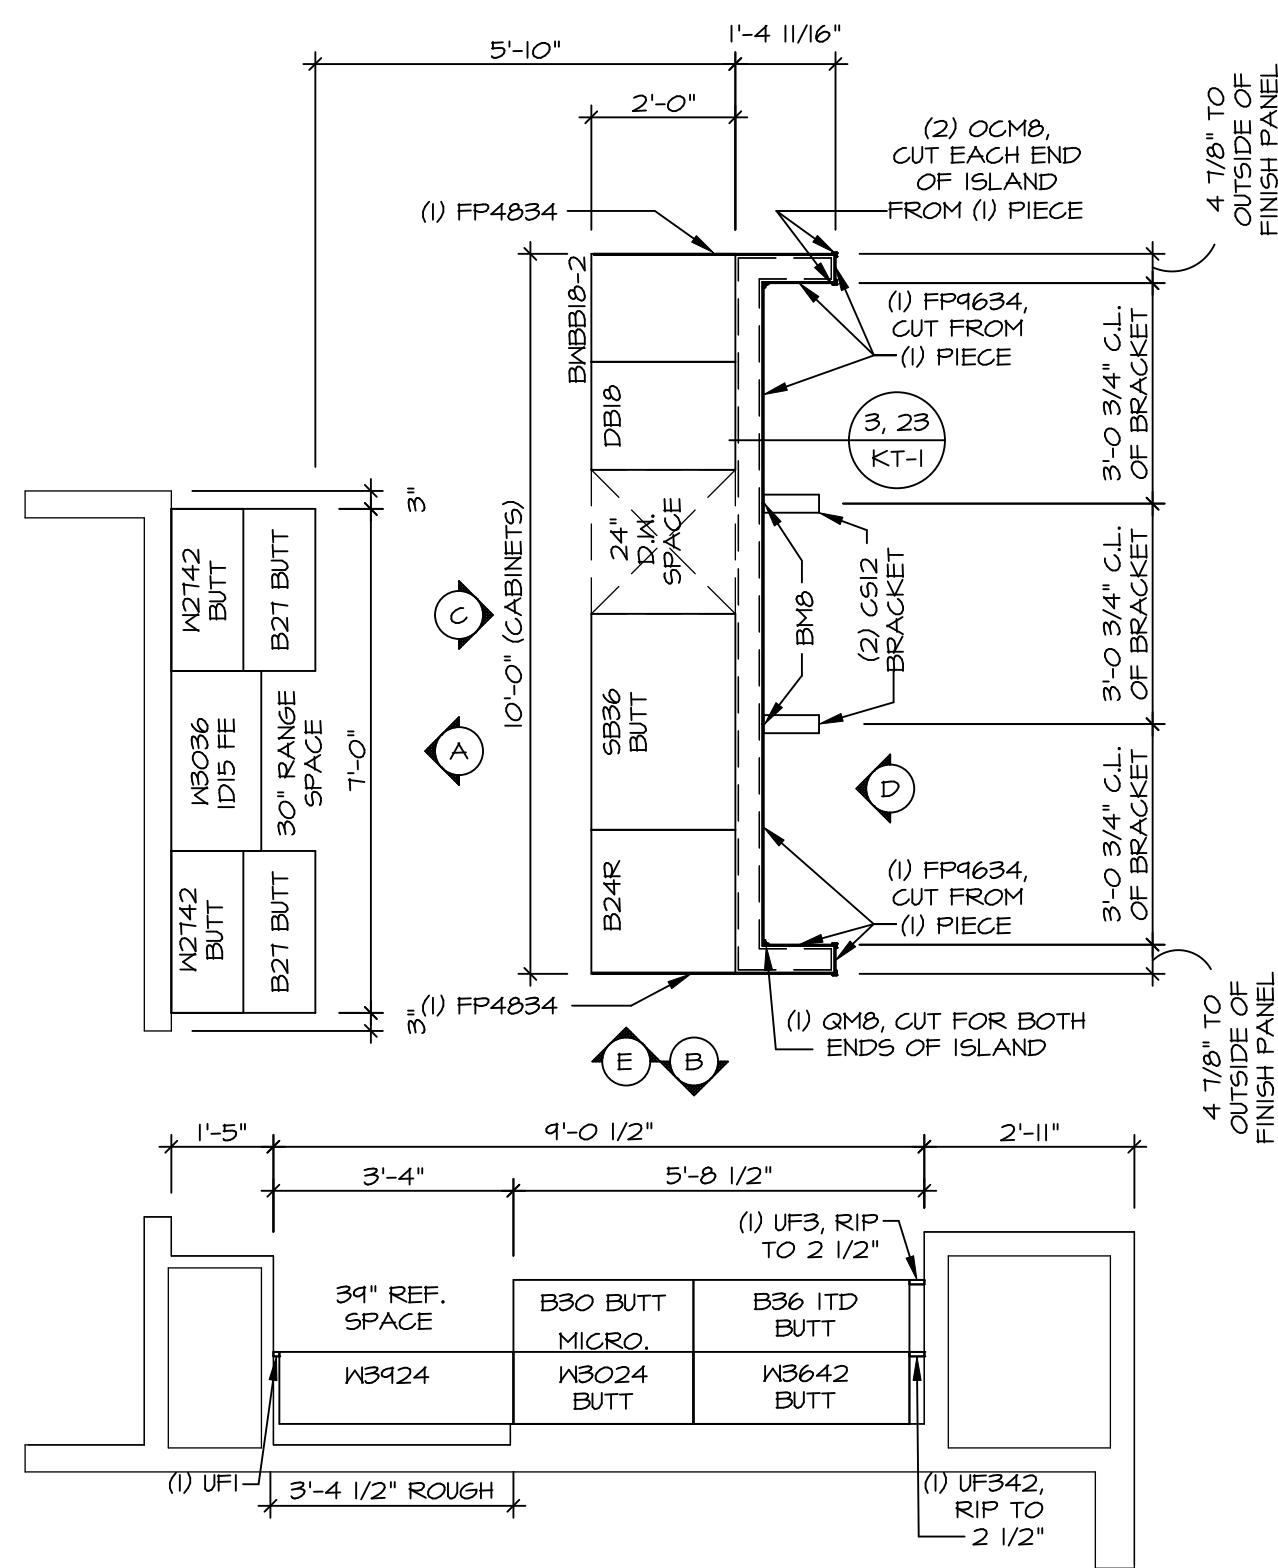 5'-10"
1'-4 11/16"
2'-0"
(2) OCM8,
CUT EACH END
OF ISLAND
FROM (1) PIECE
4 7/8" TO
OUTSIDE OF
FINISH PANEL
(1) FP4834
BWBB18-2
(1) FP9634,
CUT FROM
(1) PIECE
3'-0 3/4" C.L.
OF BRACKET
DB18
3, 23
KT-1
3"
24"
D.W.
SPACE
10'-0" (CABINETS)
W2742
BUTT
B27 BUTT
C
BM8
(2) CS12
BRACKET
3'-0 3/4" C.L.
OF BRACKET
SB36
BUTT
W3036
1D15 FE
30" RANGE
SPACE
7'-0"
A
D
3'-0 3/4" C.L.
OF BRACKET
W2742
BUTT
B27 BUTT
B24R
(1) FP9634,
CUT FROM
(1) PIECE
3"
(1) FP4834
(1) QM8, CUT FOR BOTH
ENDS OF ISLAND
4 7/8" TO
OUTSIDE OF
FINISH PANEL
E
B
1'-5"
9'-0 1/2"
2'-11"
3'-4"
5'-8 1/2"
(1) UF3, RIP
TO 2 1/2"
39" REF.
SPACE
B30 BUTT
MICRO.
B36 1TD
BUTT
W3924
W3024
BUTT
W3642
BUTT
(1) UF1
3'-4 1/2" ROUGH
(1) UF342,
RIP TO
2 1/2"